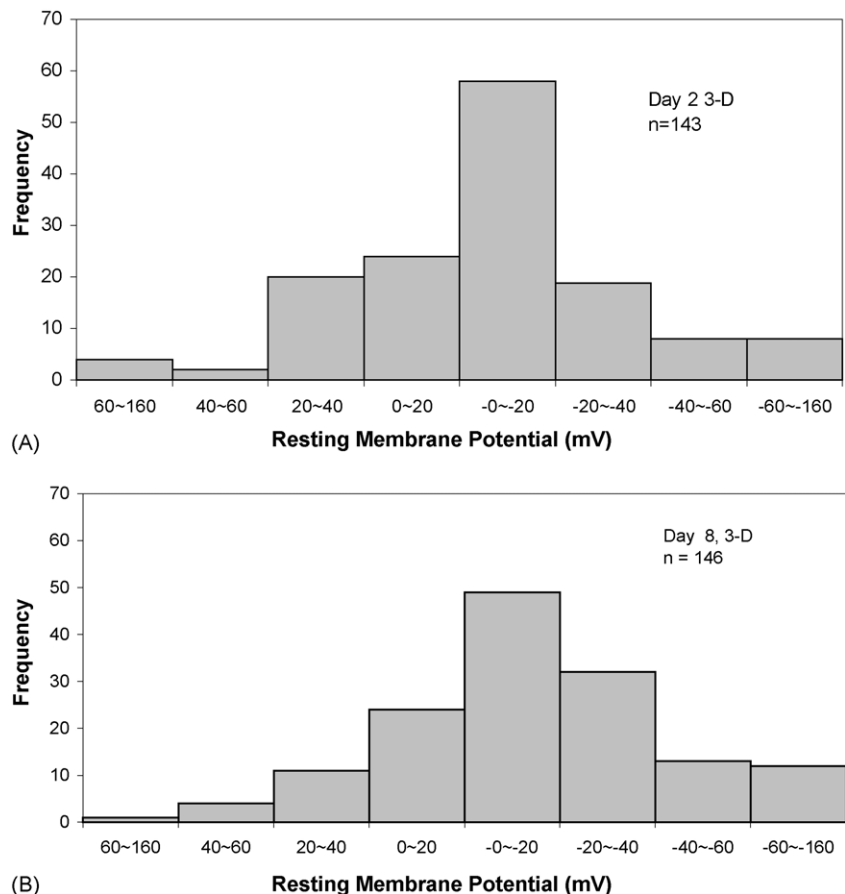 70
60
50
40
30
20
10
0
Frequency
Day 2 3-D
n=143
60~160 40~60 20~40 0~20 -0~-20 -20~-40 -40~-60 -60~-160
(A) Resting Membrane Potential (mV)
70
60
50
40
30
20
10
0
Frequency
Day 8, 3-D
n = 146
60~160 40~60 20~40 0~20 -0~-20 -20~-40 -40~-60 -60~-160
(B) Resting Membrane Potential (mV)